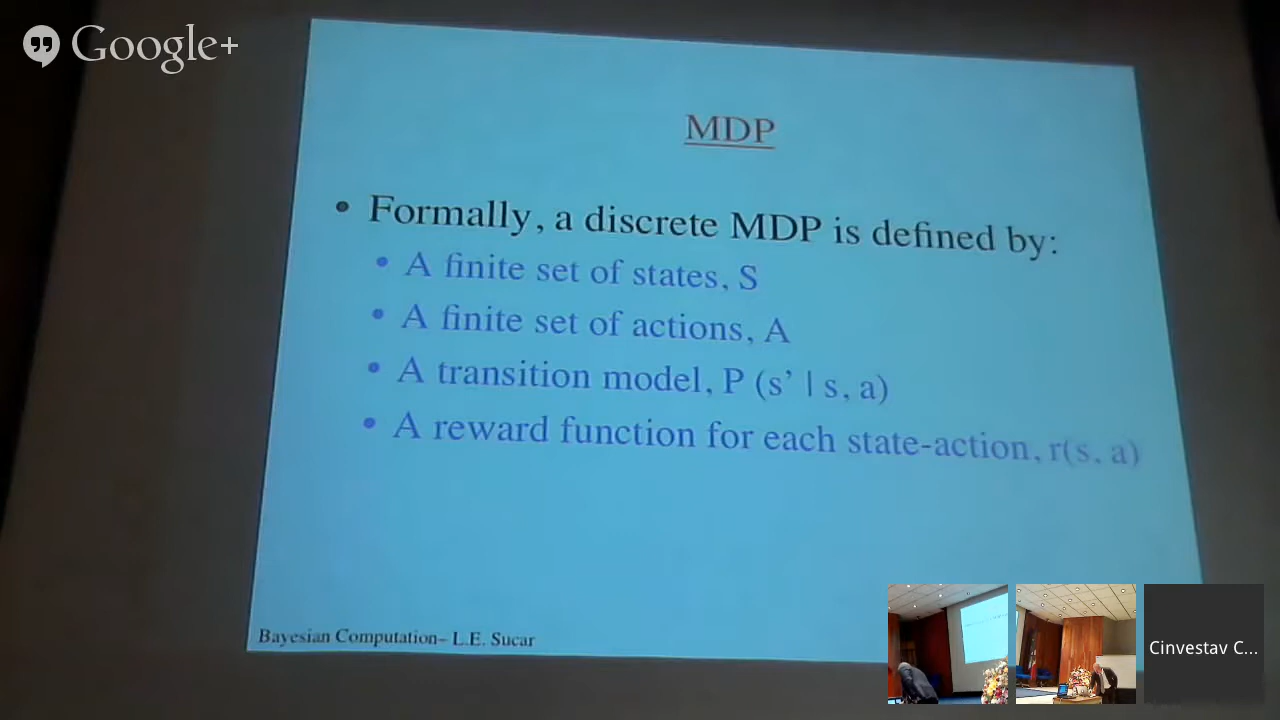 Google+
MDP
• Formally, a discrete MDP is defined by:
• A finite set of states, S
• A finite set of actions, A
• A transition model, P (s’ | s, a)
• A reward function for each state-action, r(s, a)
Bayesian Computation– L.E. Sucar
Cinvestav C...